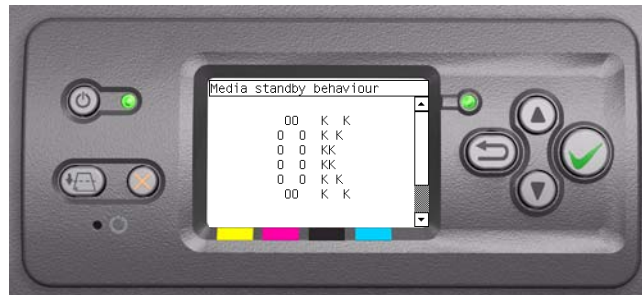 Media standby behaviour
 OO   K  K
O  O  K K
O  O  KK
O  O  KK
O  O  K K
 OO   K  K